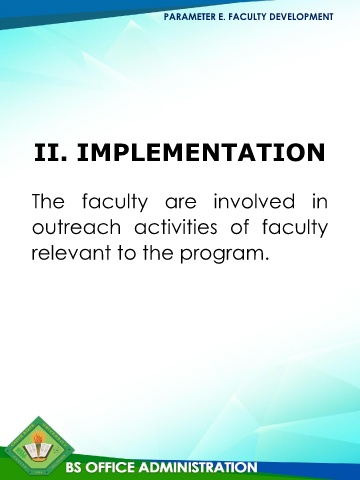 PARAMETER E. FACULTY DEVELOPMENT
II. IMPLEMENTATION
The faculty are involved in
outreach activities of faculty
relevant to the program.
BS OFFICE ADMINISTRATION